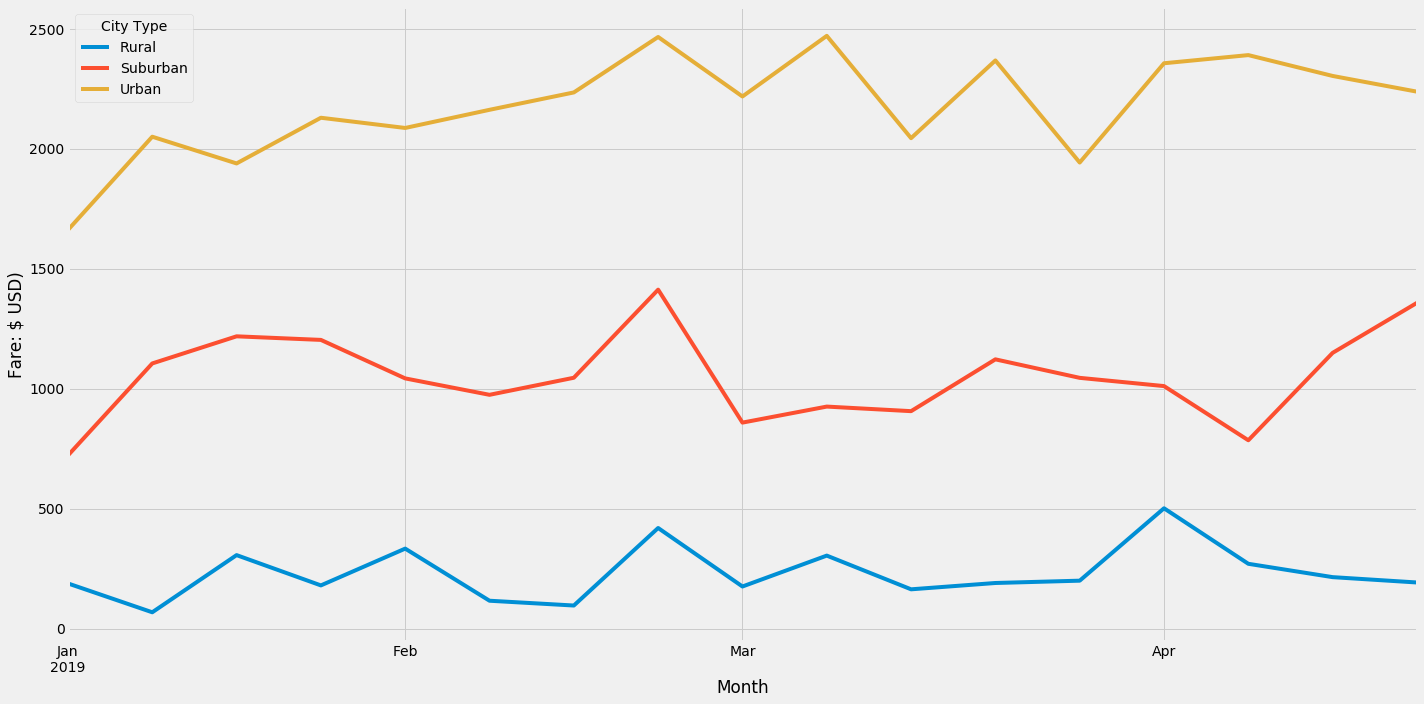 City Type
Rural
Suburban
Urban
2500
2000
1500
1000
500
0
Fare: $ USD)
Jan
2019
Feb
Mar
Apr
Month